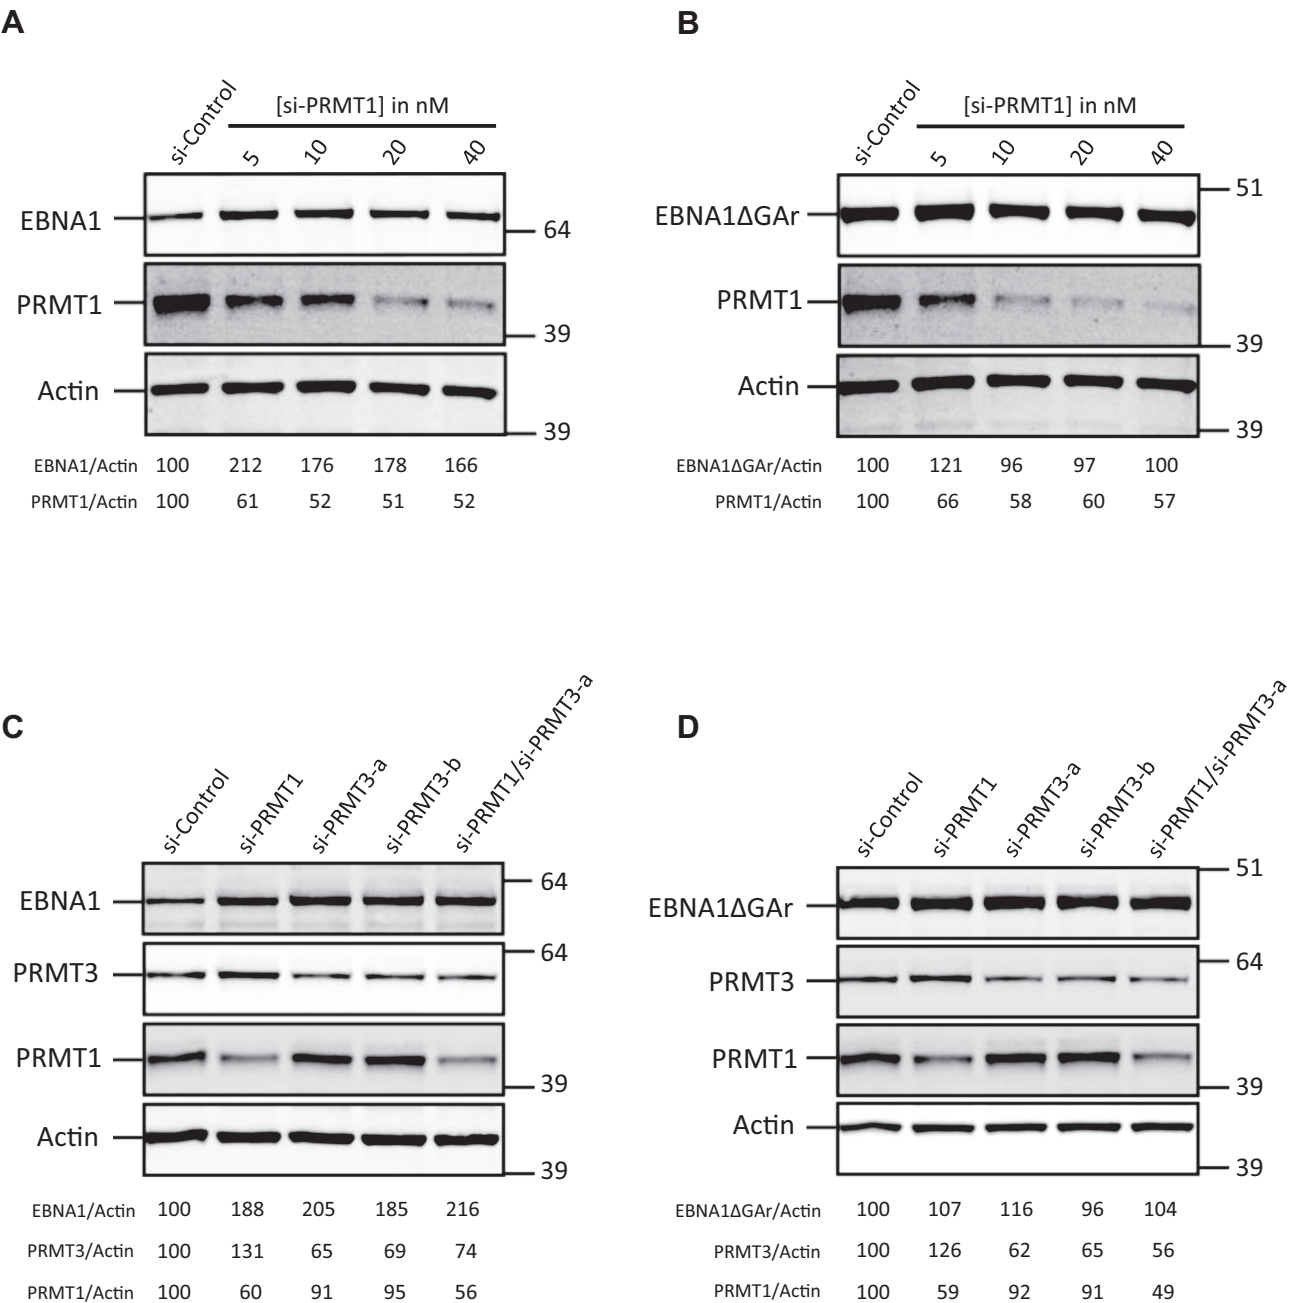 A
[si-PRMT1] in nM
si-Control 5 10 20 40
EBNA1
64
PRMT1
39
Actin
39
EBNA1/Actin 100 212 176 178 166
PRMT1/Actin 100 61 52 51 52
B
[si-PRMT1] in nM
si-Control 5 10 20 40
51
EBNA1ΔGAr
PRMT1
39
Actin
39
EBNA1ΔGAr/Actin 100 121 96 97 100
PRMT1/Actin 100 66 58 60 57
C
si-Control si-PRMT1 si-PRMT3-a si-PRMT3-b si-PRMT1/si-PRMT3-a
64
EBNA1
64
PRMT3
PRMT1
39
Actin
39
EBNA1/Actin 100 188 205 185 216
PRMT3/Actin 100 131 65 69 74
PRMT1/Actin 100 60 91 95 56
D
si-Control si-PRMT1 si-PRMT3-a si-PRMT3-b si-PRMT1/si-PRMT3-a
51
EBNA1ΔGAr
64
PRMT3
PRMT1
39
Actin
39
EBNA1ΔGAr/Actin 100 107 116 96 104
PRMT3/Actin 100 126 62 65 56
PRMT1/Actin 100 59 92 91 49